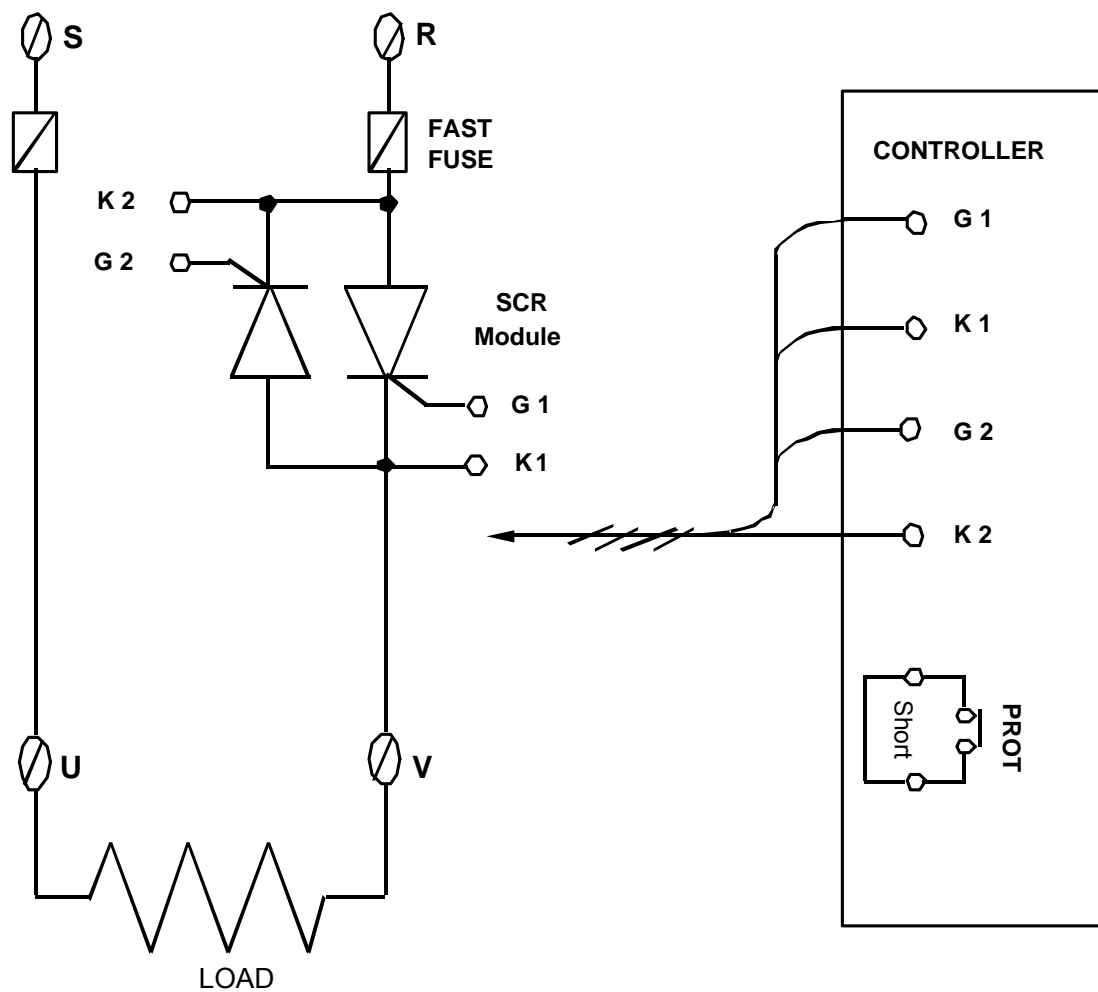 S
R
FAST
FUSE
CONTROLLER
K 2
G 2
SCR
Module
G 1
K1
G 1
K 1
G 2
K 2
Short
PROT
U
V
LOAD